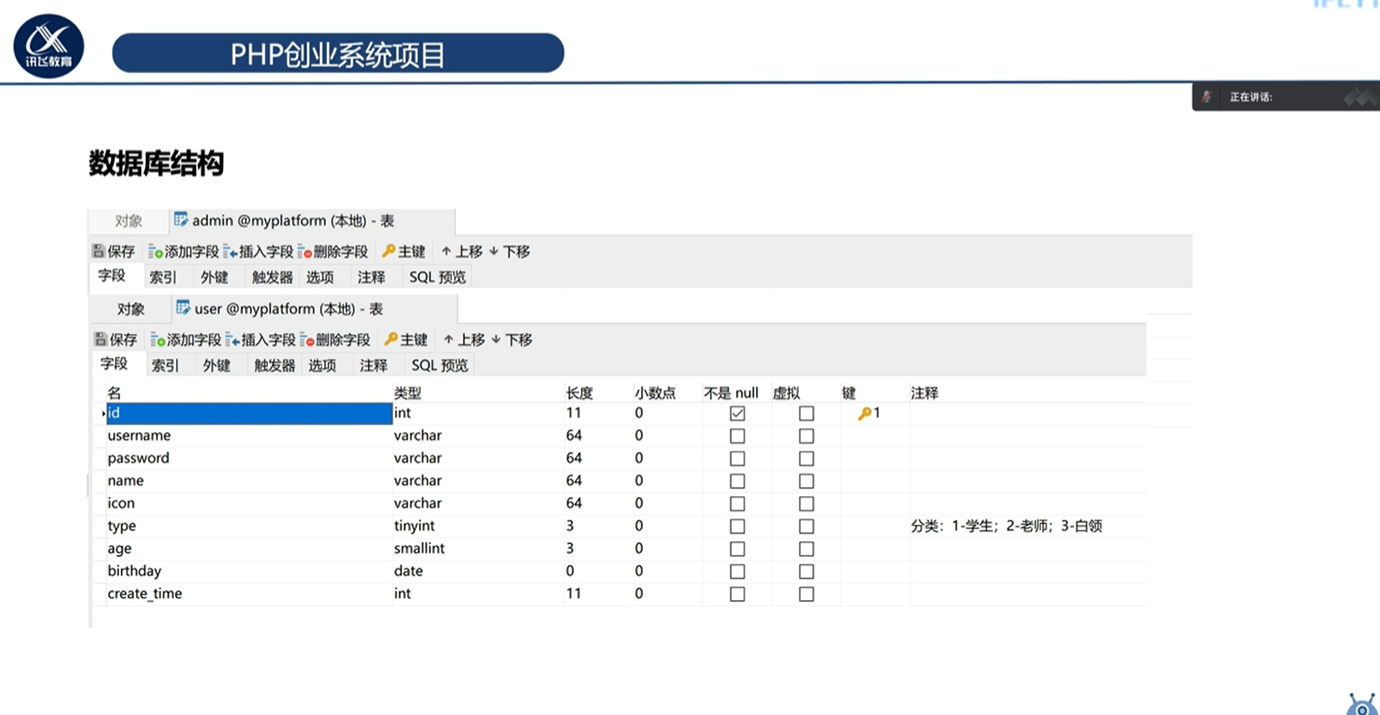 讯飞教育
PHP创业系统项目
正在讲话:
数据库结构
对象 admin @myplatform (本地) - 表
保存 添加字段 插入字段 删除字段 主键 ↑ 上移 ↓ 下移
字段 索引 外键 触发器 选项 注释 SQL 预览
对象 user @myplatform (本地) - 表
保存 添加字段 插入字段 删除字段 主键 ↑ 上移 ↓ 下移
字段 索引 外键 触发器 选项 注释 SQL 预览
名 类型 长度 小数点 不是 null 虚拟 键 注释
id int 11 0 1
username varchar 64 0
password varchar 64 0
name varchar 64 0
icon varchar 64 0
type tinyint 3 0 分类：1-学生；2-老师；3-白领
age smallint 3 0
birthday date 0 0
create_time int 11 0